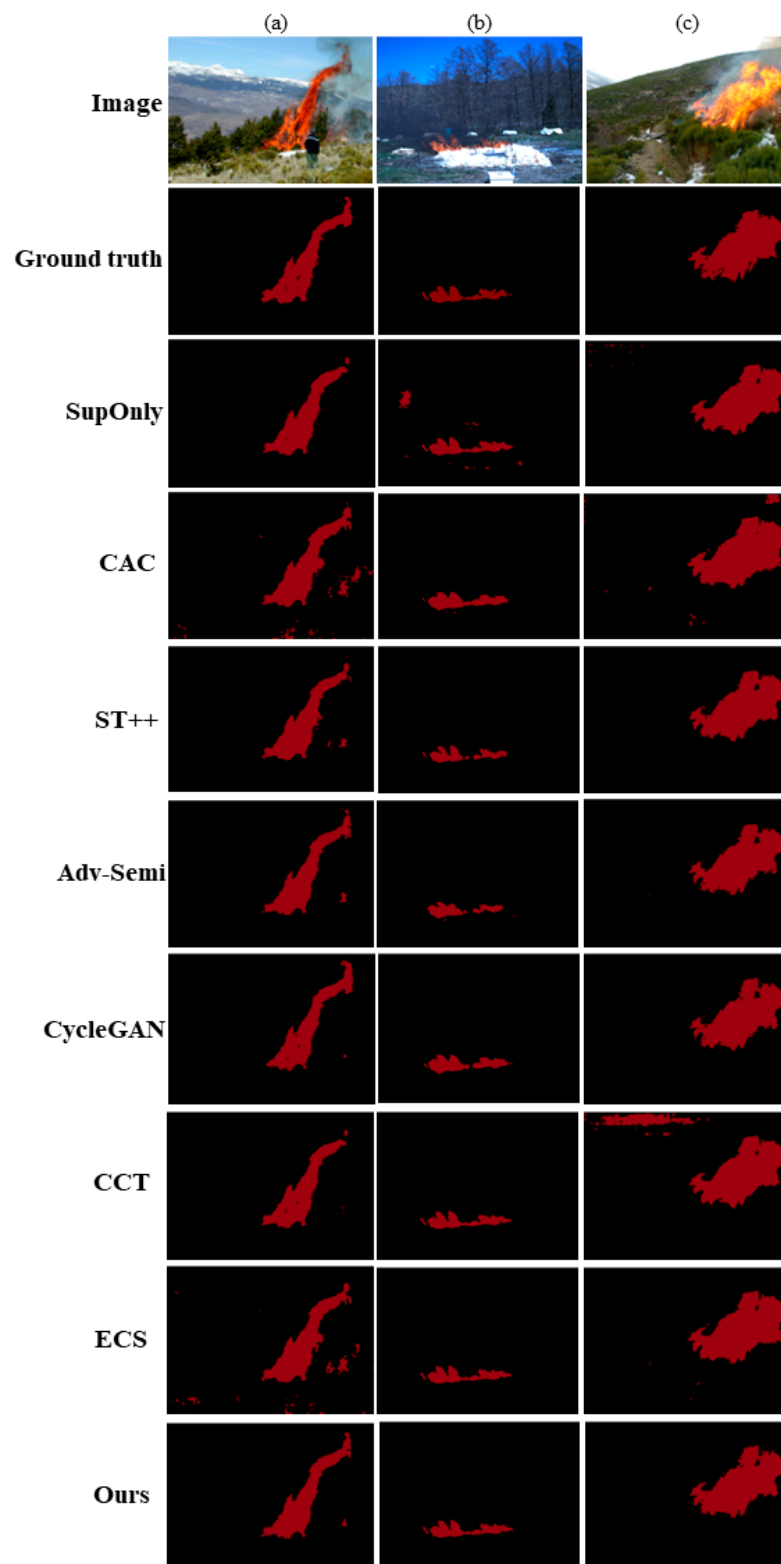 (a) (b) (c)
Image
Ground truth
SupOnly
CAC
ST++
Adv-Semi
CycleGAN
CCT
ECS
Ours